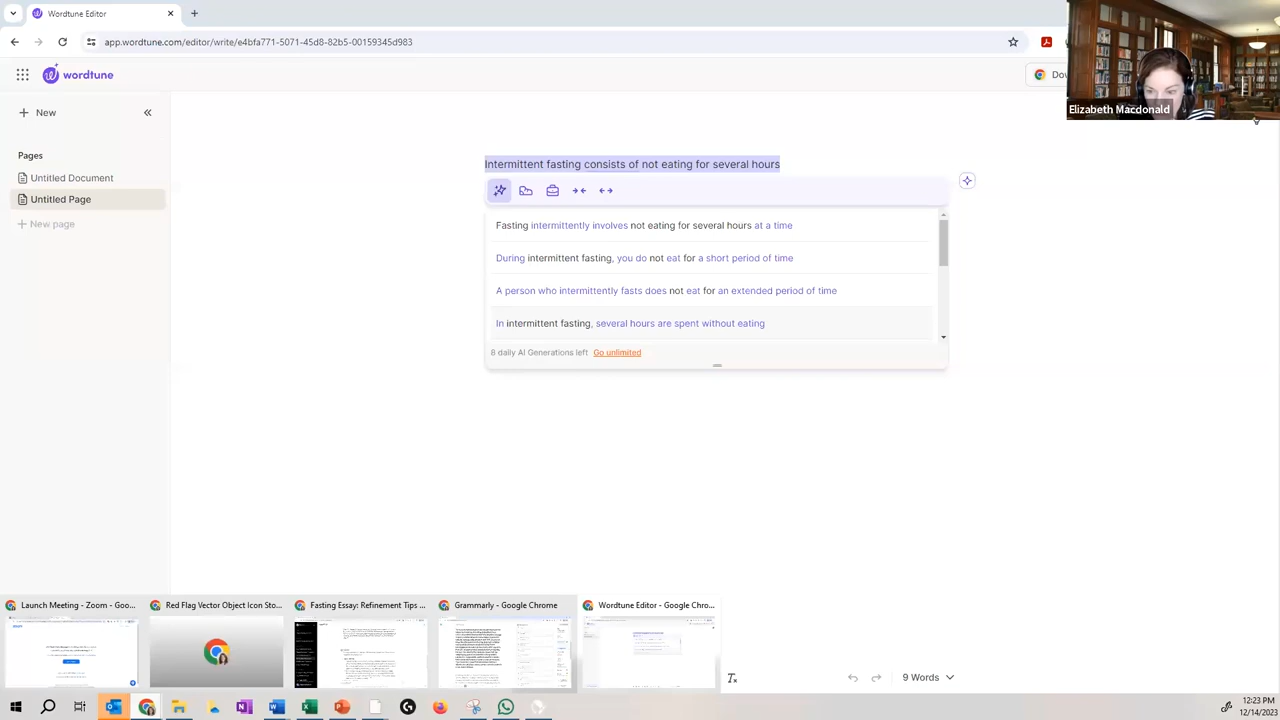 Wordtune Editor
app.wordtune.com/editor/write/e4bfa771-5071-45d8-82b5-00159345d983
wordtune
Dow
Elizabeth Macdonald
New
Pages
Untitled Document
Untitled Page
New page
Intermittent fasting consists of not eating for several hours
Fasting intermittently involves not eating for several hours at a time
During intermittent fasting, you do not eat for a short period of time
A person who intermittently fasts does not eat for an extended period of time
In intermittent fasting, several hours are spent without eating
8 daily AI Generations left Go unlimited
Launch Meeting - Zoom - Goo...
Red Flag Vector Object Icon Sto...
Fasting Essay: Refinement Tips ...
Grammarly - Google Chrome
Wordtune Editor - Google Chro...
9 Words
12:23 PM
12/14/2023